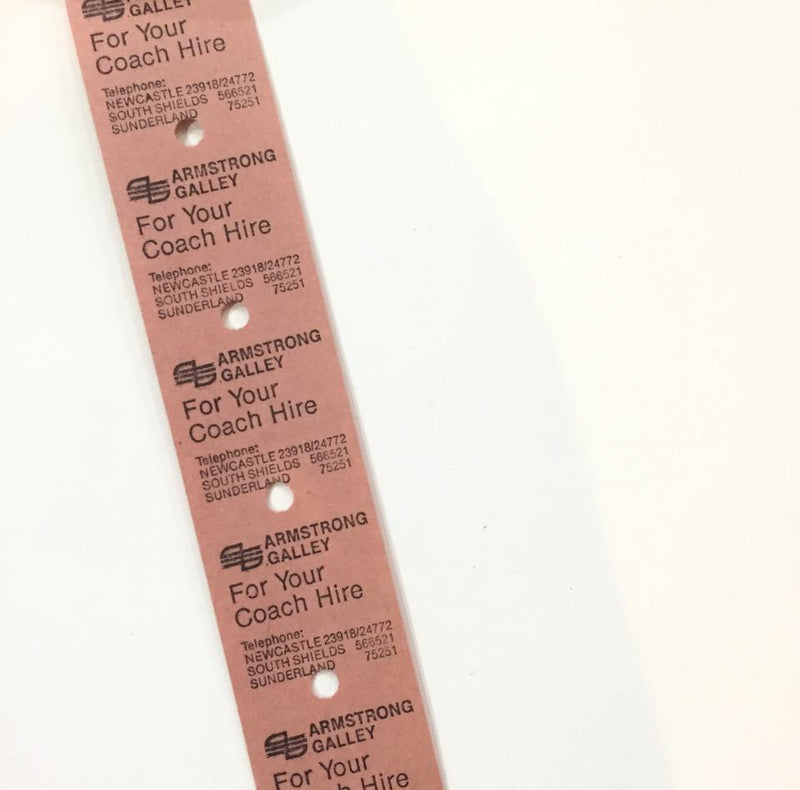 GALLEY
For Your
Coach Hire
Telephone:
NEWCASTLE 23918/24772
SOUTH SHIELDS 566521
SUNDERLAND 75251
ARMSTRONG
GALLEY
For Your
Coach Hire
Telephone:
NEWCASTLE 23918/24772
SOUTH SHIELDS 566521
SUNDERLAND 75251
ARMSTRONG
GALLEY
For Your
Coach Hire
Telephone:
NEWCASTLE 23918/24772
SOUTH SHIELDS 566521
SUNDERLAND 75251
ARMSTRONG
GALLEY
For Your
Coach Hire
Telephone:
NEWCASTLE 23918/24772
SOUTH SHIELDS 566521
SUNDERLAND 75251
ARMSTRONG
GALLEY
For Your
h Hire